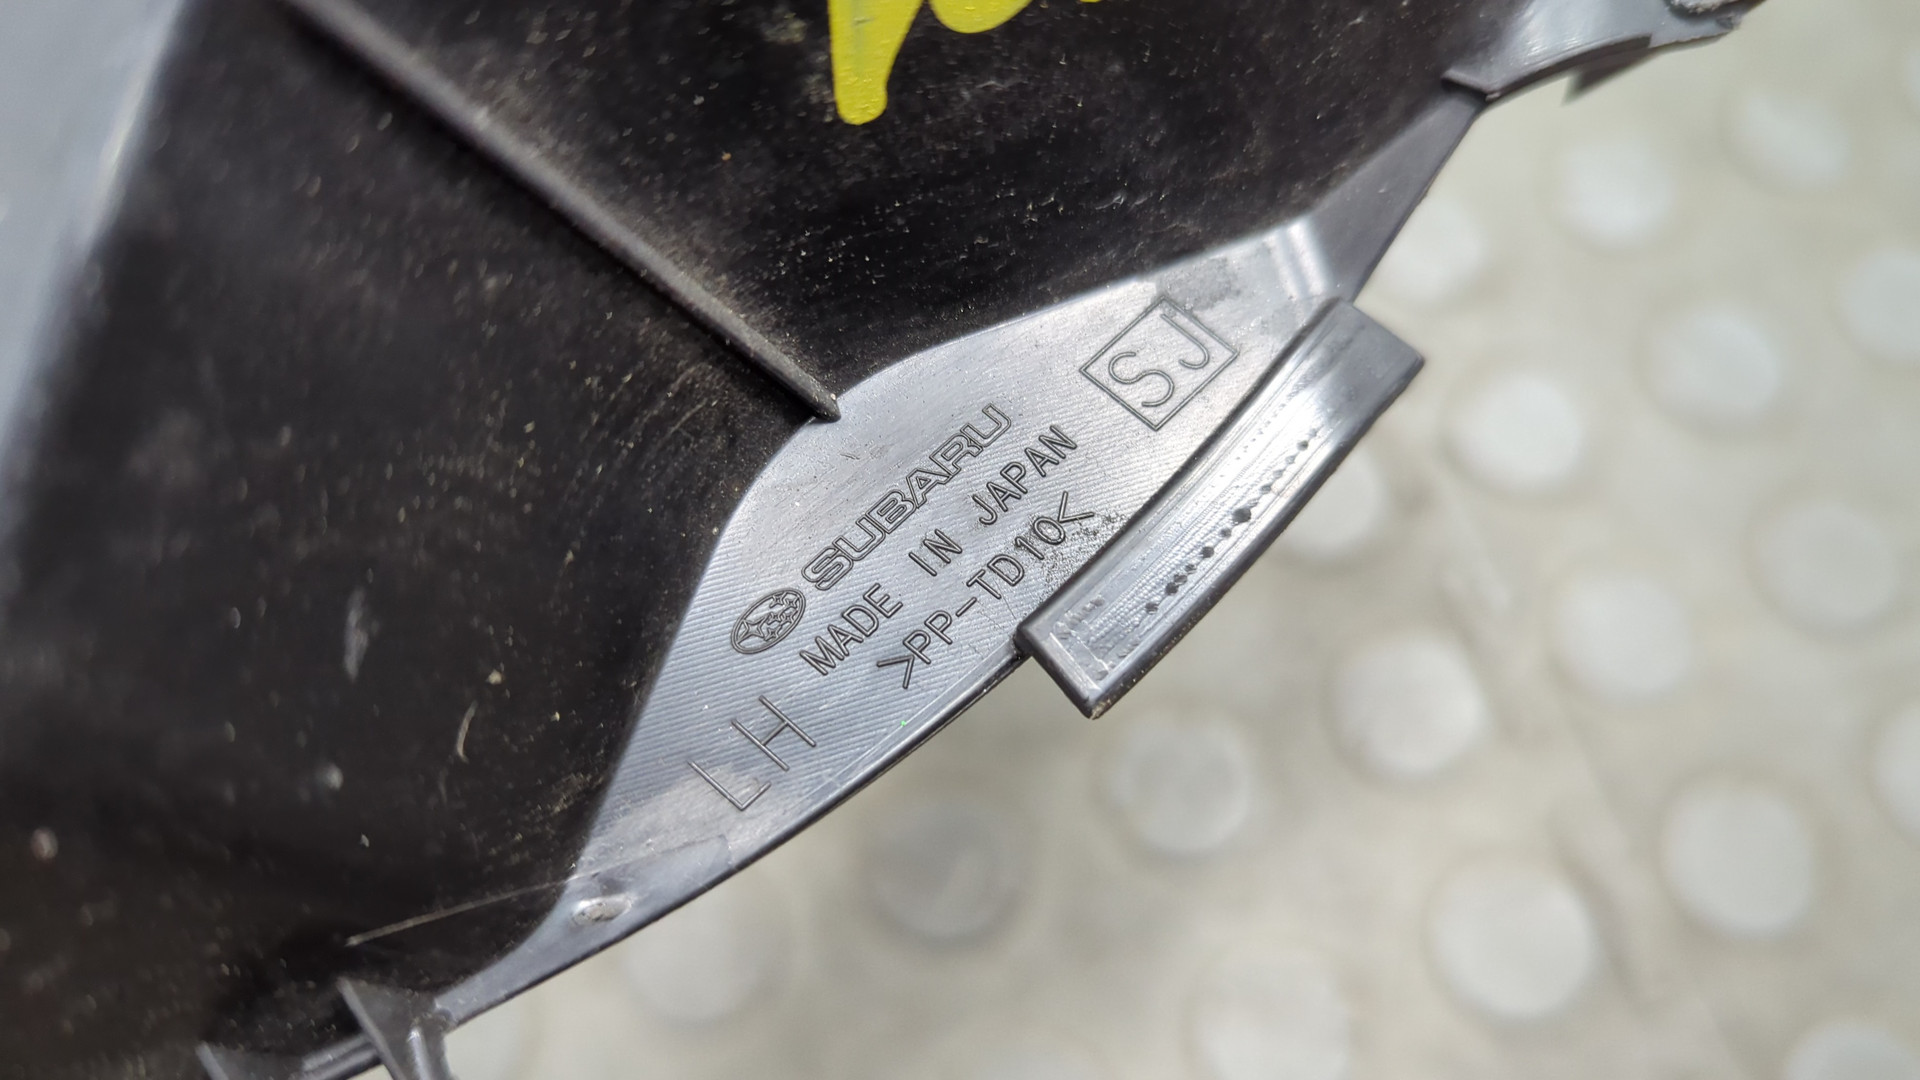 SJ
SUBARU
MADE IN JAPAN
>PP-TD10<
LH